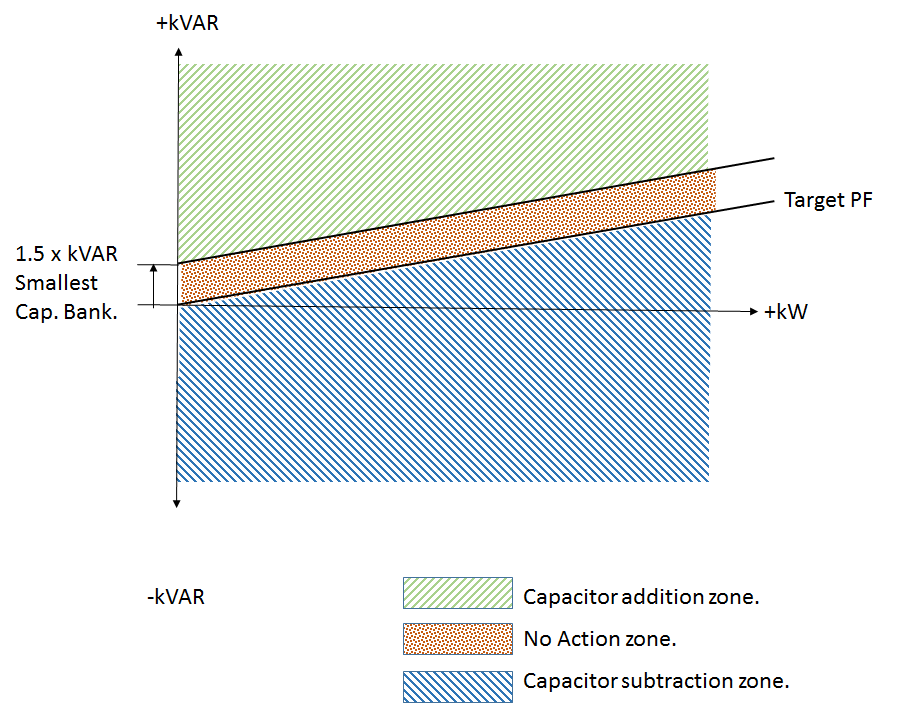 +kVAR
Target PF
1.5 x kVAR
Smallest
Cap. Bank.
+kW
-kVAR
Capacitor addition zone.
No Action zone.
Capacitor subtraction zone.